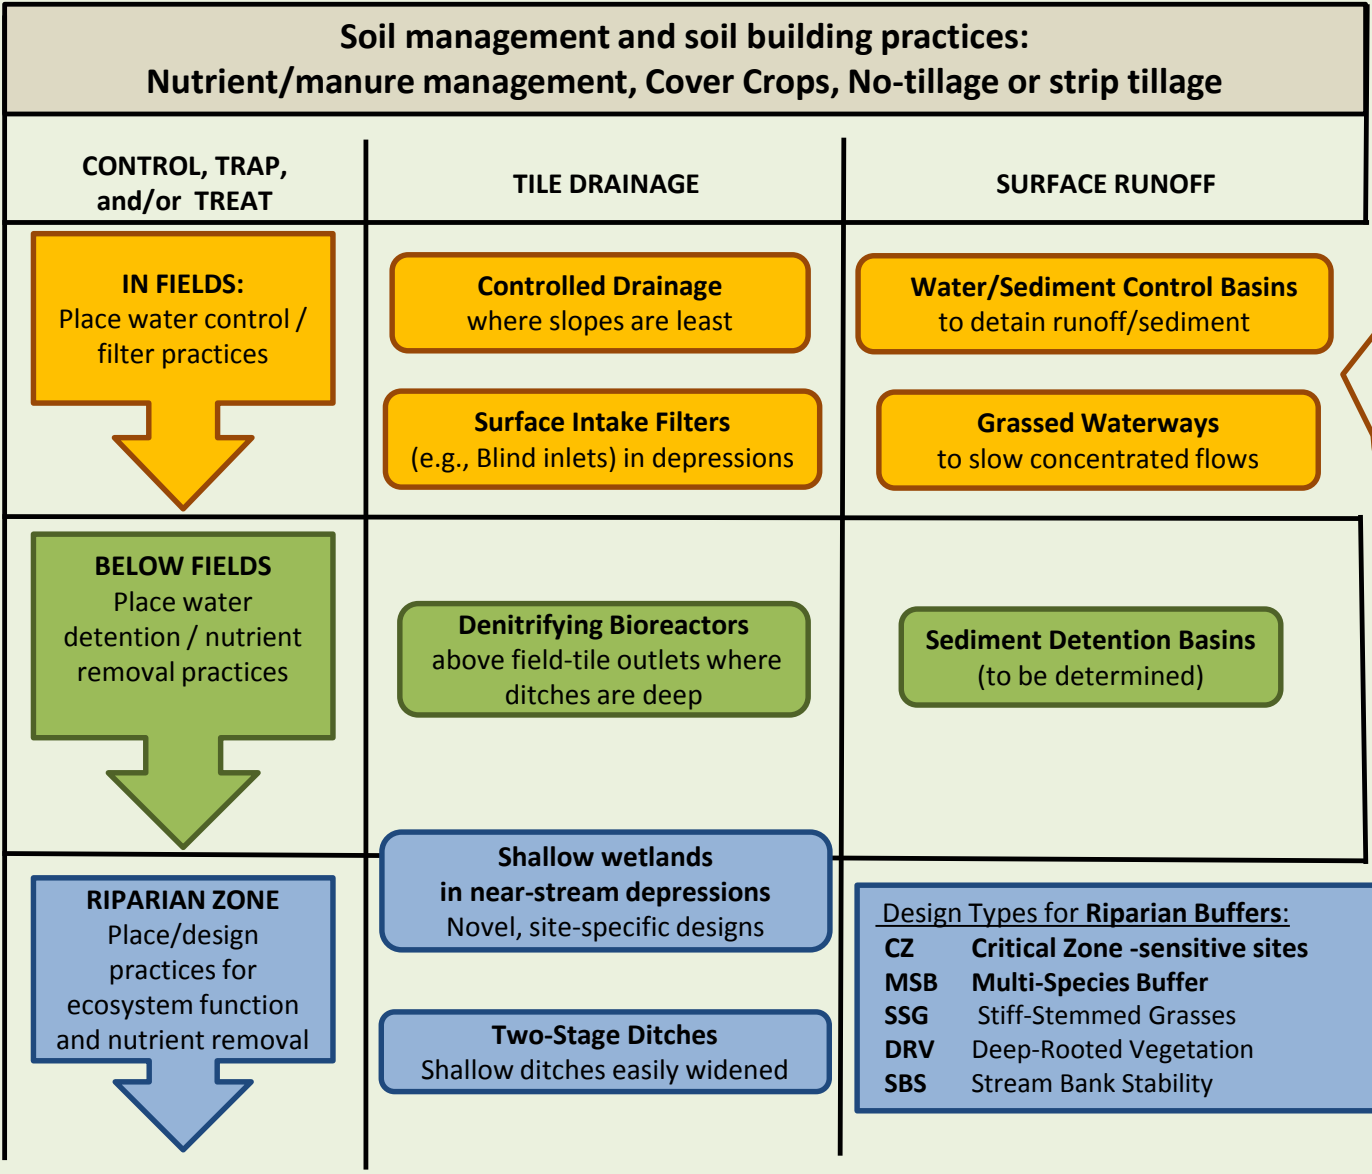 Soil management and soil building practices:
Nutrient/manure management, Cover Crops, No-tillage or strip tillage
CONTROL, TRAP,
and/or TREAT
TILE DRAINAGE
SURFACE RUNOFF
IN FIELDS:
Place water control /
filter practices
Controlled Drainage
where slopes are least
Water/Sediment Control Basins
to detain runoff/sediment
Surface Intake Filters
(e.g., Blind inlets) in depressions
Grassed Waterways
to slow concentrated flows
BELOW FIELDS
Place water
detention / nutrient
removal practices
Denitrifying Bioreactors
above field-tile outlets where
ditches are deep
Sediment Detention Basins
(to be determined)
RIPARIAN ZONE
Place/design
practices for
ecosystem function
and nutrient removal
Shallow wetlands
in near-stream depressions
Novel, site-specific designs
Two-Stage Ditches
Shallow ditches easily widened
Design Types for Riparian Buffers:
CZ Critical Zone -sensitive sites
MSB Multi-Species Buffer
SSG Stiff-Stemmed Grasses
DRV Deep-Rooted Vegetation
SBS Stream Bank Stability